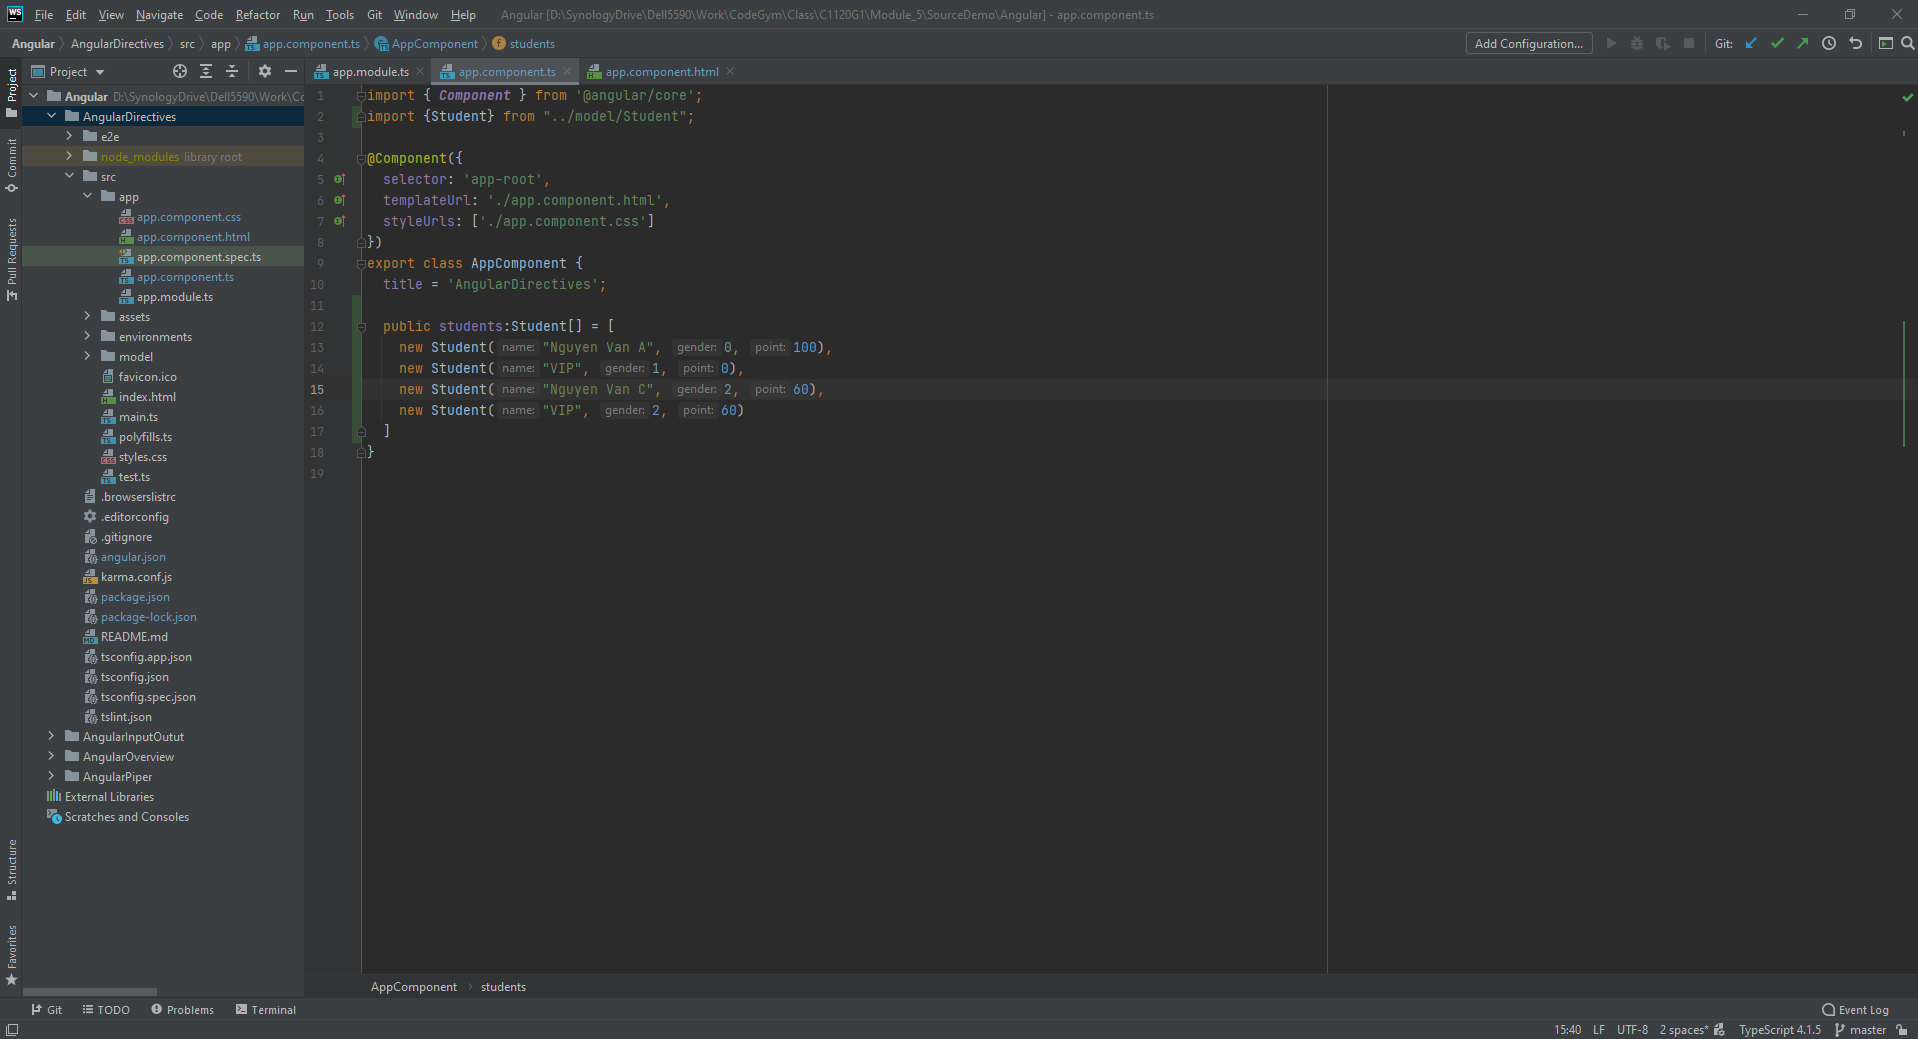 WS File Edit View Navigate Code Refactor Run Tools Git Window Help Angular [D:\SynologyDrive\Dell5590\Work\CodeGym\Class\C1120G1\Module_5\SourceDemo\Angular] - app.component.ts
Angular AngularDirectives src app app.component.ts AppComponent students Add Configuration... Git:
Project
app.module.ts app.component.ts app.component.html
Project
Commit
Pull Requests
Structure
Favorites
Angular D:\SynologyDrive\Dell5590\Work\Co
AngularDirectives
e2e
node_modules library root
src
app
app.component.css
app.component.html
app.component.spec.ts
app.component.ts
app.module.ts
assets
environments
model
favicon.ico
index.html
main.ts
polyfills.ts
styles.css
test.ts
.browserslistrc
.editorconfig
.gitignore
angular.json
karma.conf.js
package.json
package-lock.json
README.md
tsconfig.app.json
tsconfig.json
tsconfig.spec.json
tslint.json
AngularInputOutut
AngularOverview
AngularPiper
External Libraries
Scratches and Consoles
1 import { Component } from '@angular/core';
2 import {Student} from "../model/Student";
3
4 @Component({
5 selector: 'app-root',
6 templateUrl: './app.component.html',
7 styleUrls: ['./app.component.css']
8 })
9 export class AppComponent {
10 title = 'AngularDirectives';
11
12 public students:Student[] = [
13 new Student( name: "Nguyen Van A", gender: 0, point: 100),
14 new Student( name: "VIP", gender: 1, point: 0),
15 new Student( name: "Nguyen Van C", gender: 2, point: 60),
16 new Student( name: "VIP", gender: 2, point: 60)
17 ]
18 }
19
AppComponent › students
Git TODO Problems Terminal Event Log
15:40 LF UTF-8 2 spaces* TypeScript 4.1.5 master